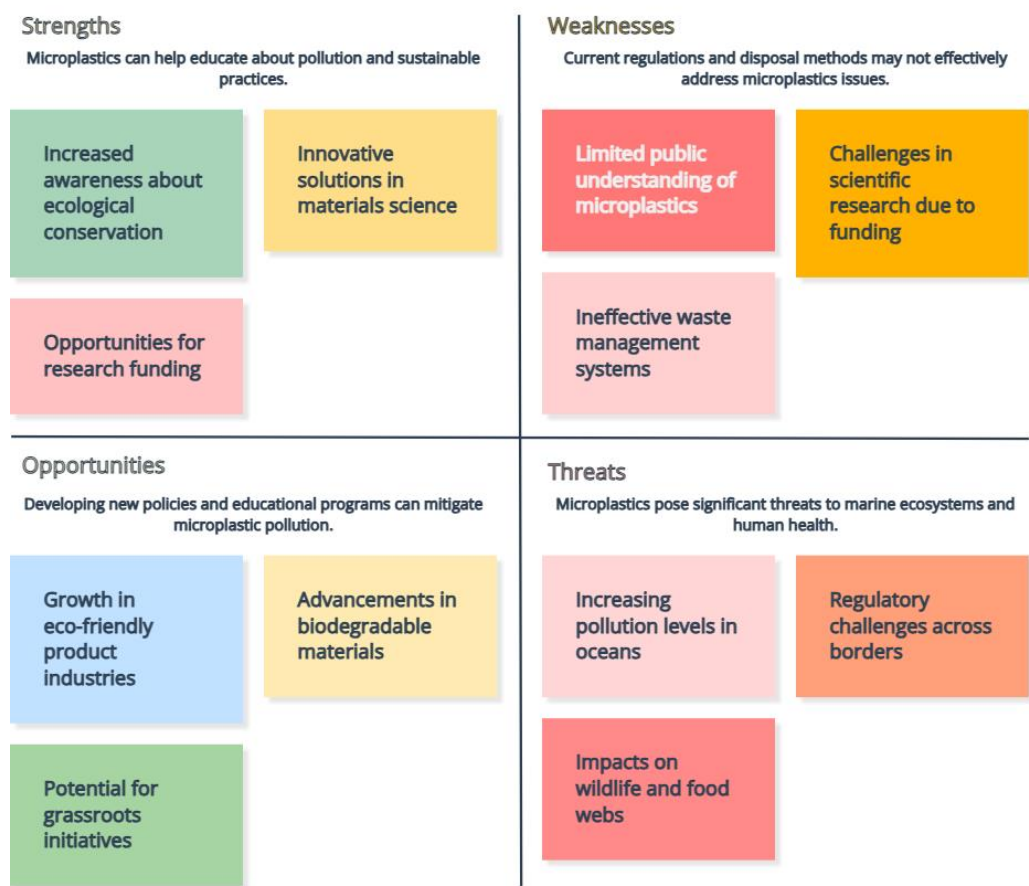 Strengths
Microplastics can help educate about pollution and sustainable
practices.
Increased
awareness about
ecological
conservation
Innovative
solutions in
materials science
Opportunities for
research funding
Weaknesses
Current regulations and disposal methods may not effectively
address microplastics issues.
Limited public
understanding of
microplastics
Challenges in
scientific
research due to
funding
Ineffective waste
management
systems
Opportunities
Developing new policies and educational programs can mitigate
microplastic pollution.
Growth in
eco-friendly
product
industries
Advancements in
biodegradable
materials
Potential for
grassroots
initiatives
Threats
Microplastics pose significant threats to marine ecosystems and
human health.
Increasing
pollution levels in
oceans
Regulatory
challenges across
borders
Impacts on
wildlife and food
webs